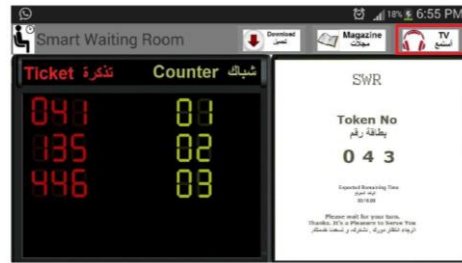 18% 6:55 PM
Smart Waiting Room
Download
تحميل
Magazine
مجلات
TV
أستمع
Ticket تذكرة Counter شباك
041 01
135 02
446 03
SWR
Token No
بطاقة رقم
0 4 3
Expected Remaining Time
Please wait for your turn.
Thanks. It's a Pleasure to Serve You